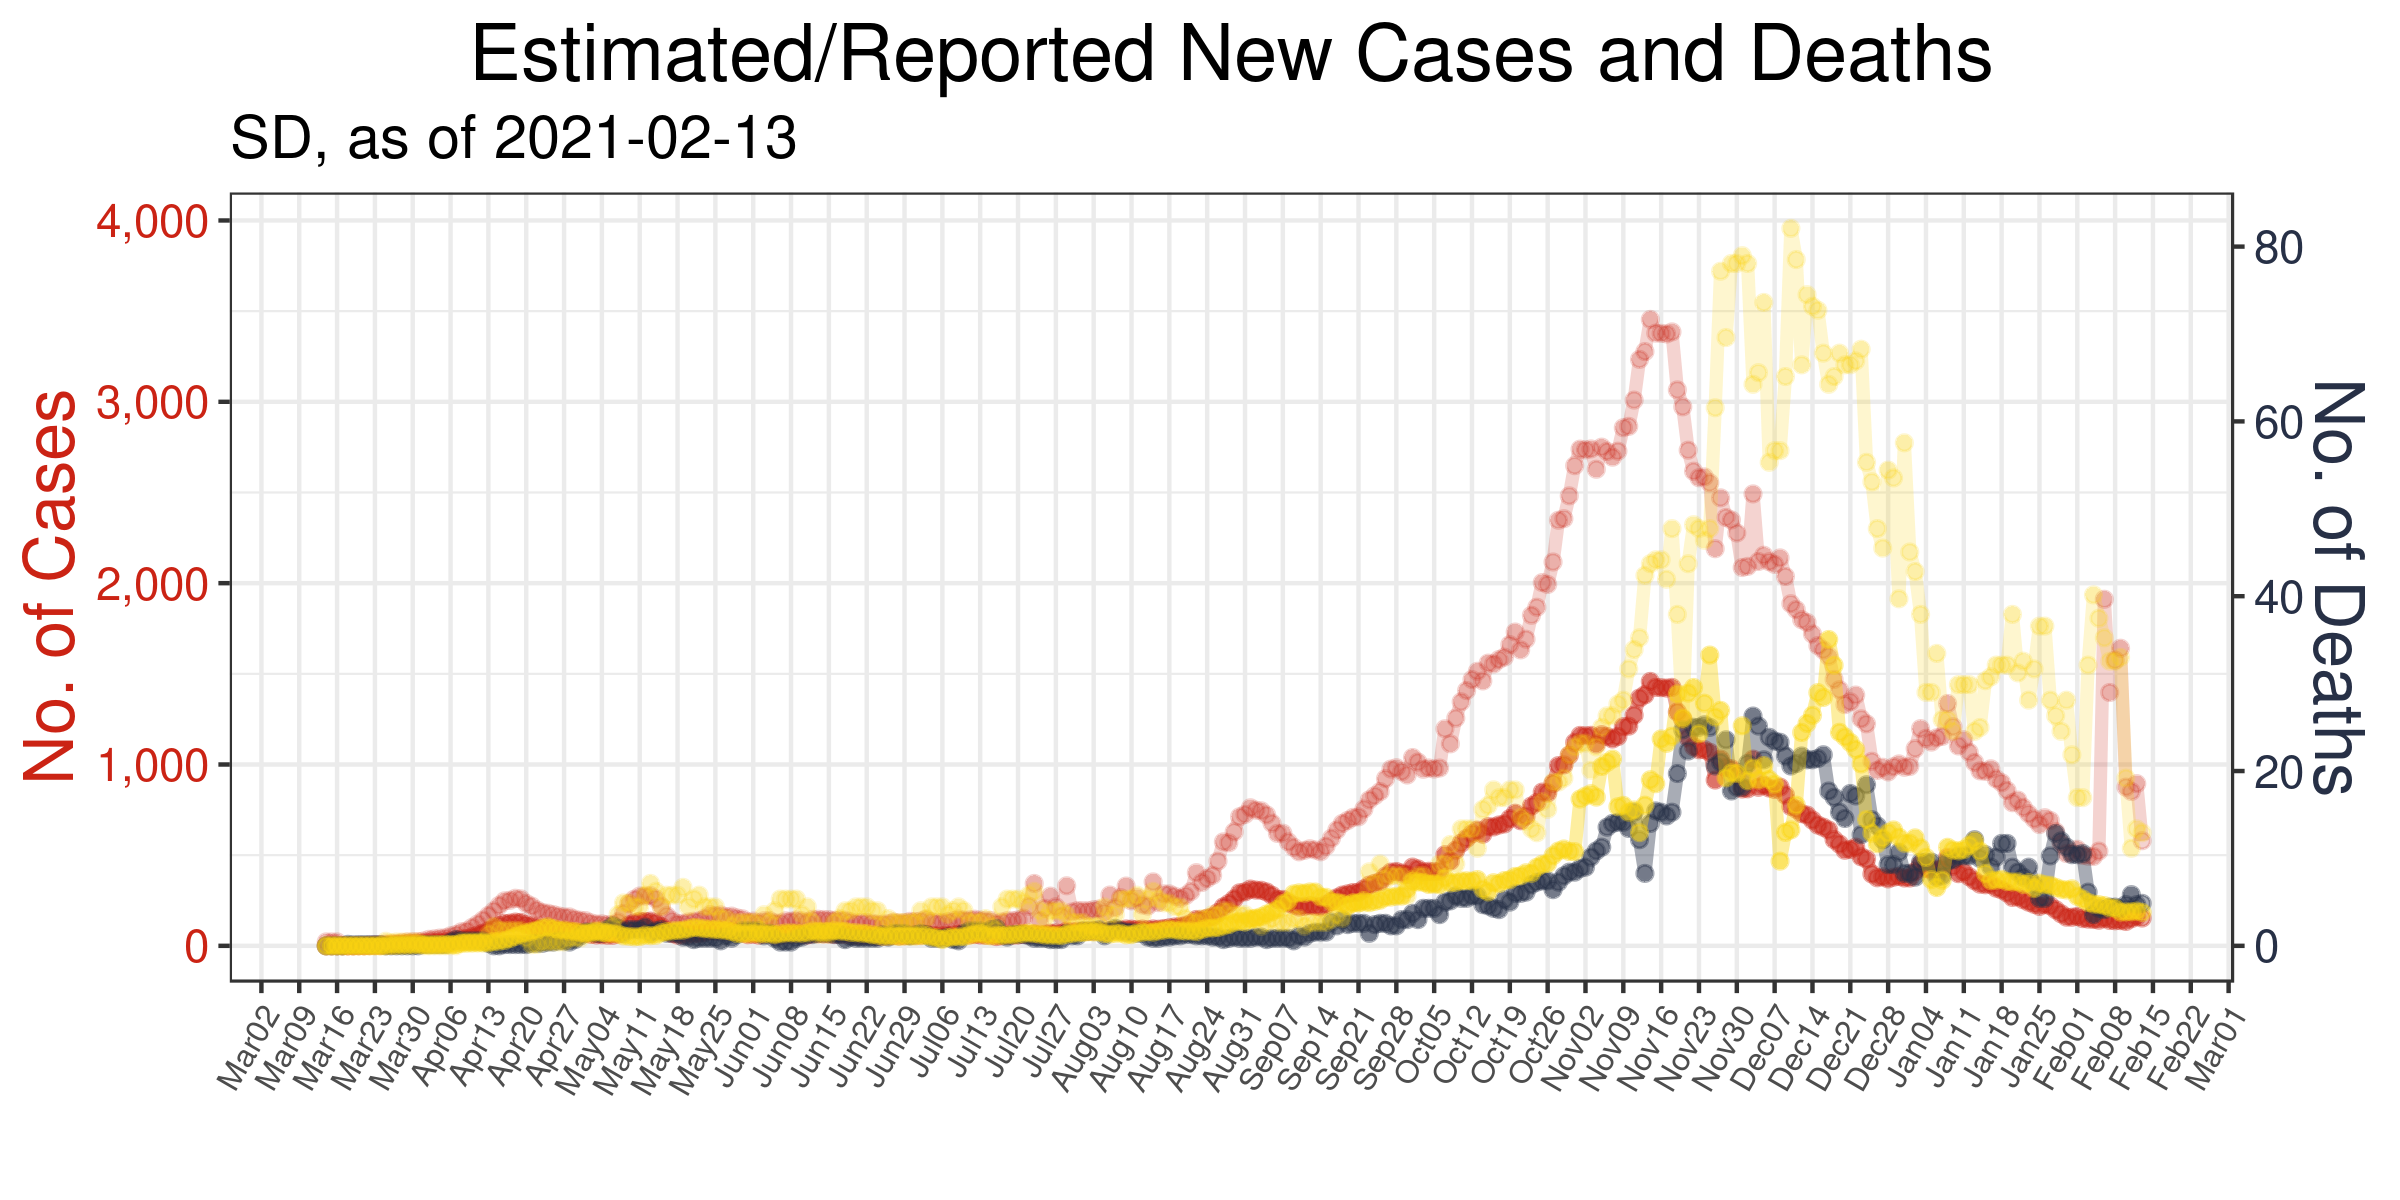 Estimated/Reported New Cases and Deaths
SD, as of 2021-02-13
No. of Cases
4,000
3,000
2,000
1,000
0
80
60
40
20
0
No. of Deaths
Mar02
Mar09
Mar16
Mar23
Mar30
Apr06
Apr13
Apr20
Apr27
May04
May11
May18
May25
Jun01
Jun08
Jun15
Jun22
Jun29
Jul06
Jul13
Jul20
Jul27
Aug03
Aug10
Aug17
Aug24
Aug31
Sep07
Sep14
Sep21
Sep28
Oct05
Oct12
Oct19
Oct26
Nov02
Nov09
Nov16
Nov23
Nov30
Dec07
Dec14
Dec21
Dec28
Jan04
Jan11
Jan18
Jan25
Feb01
Feb08
Feb15
Feb22
Mar01